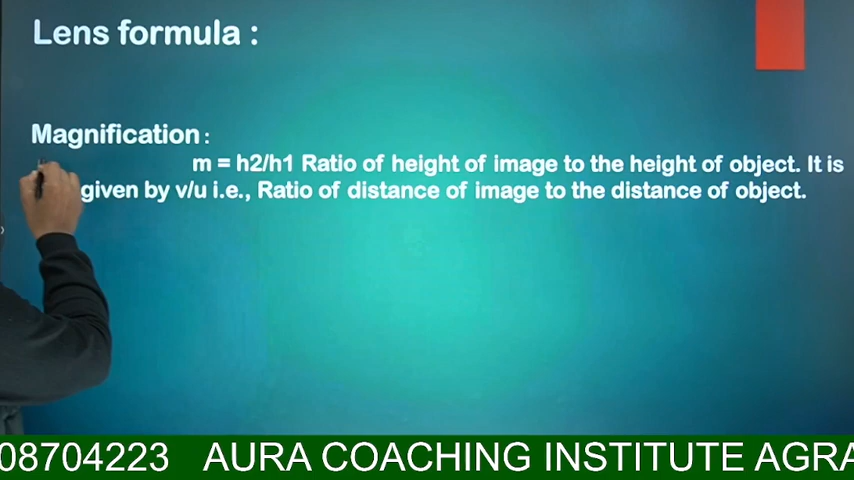 Lens formula :
Magnification :
m = h2/h1 Ratio of height of image to the height of object. It is
given by v/u i.e., Ratio of distance of image to the distance of object.
08704223 AURA COACHING INSTITUTE AGRA